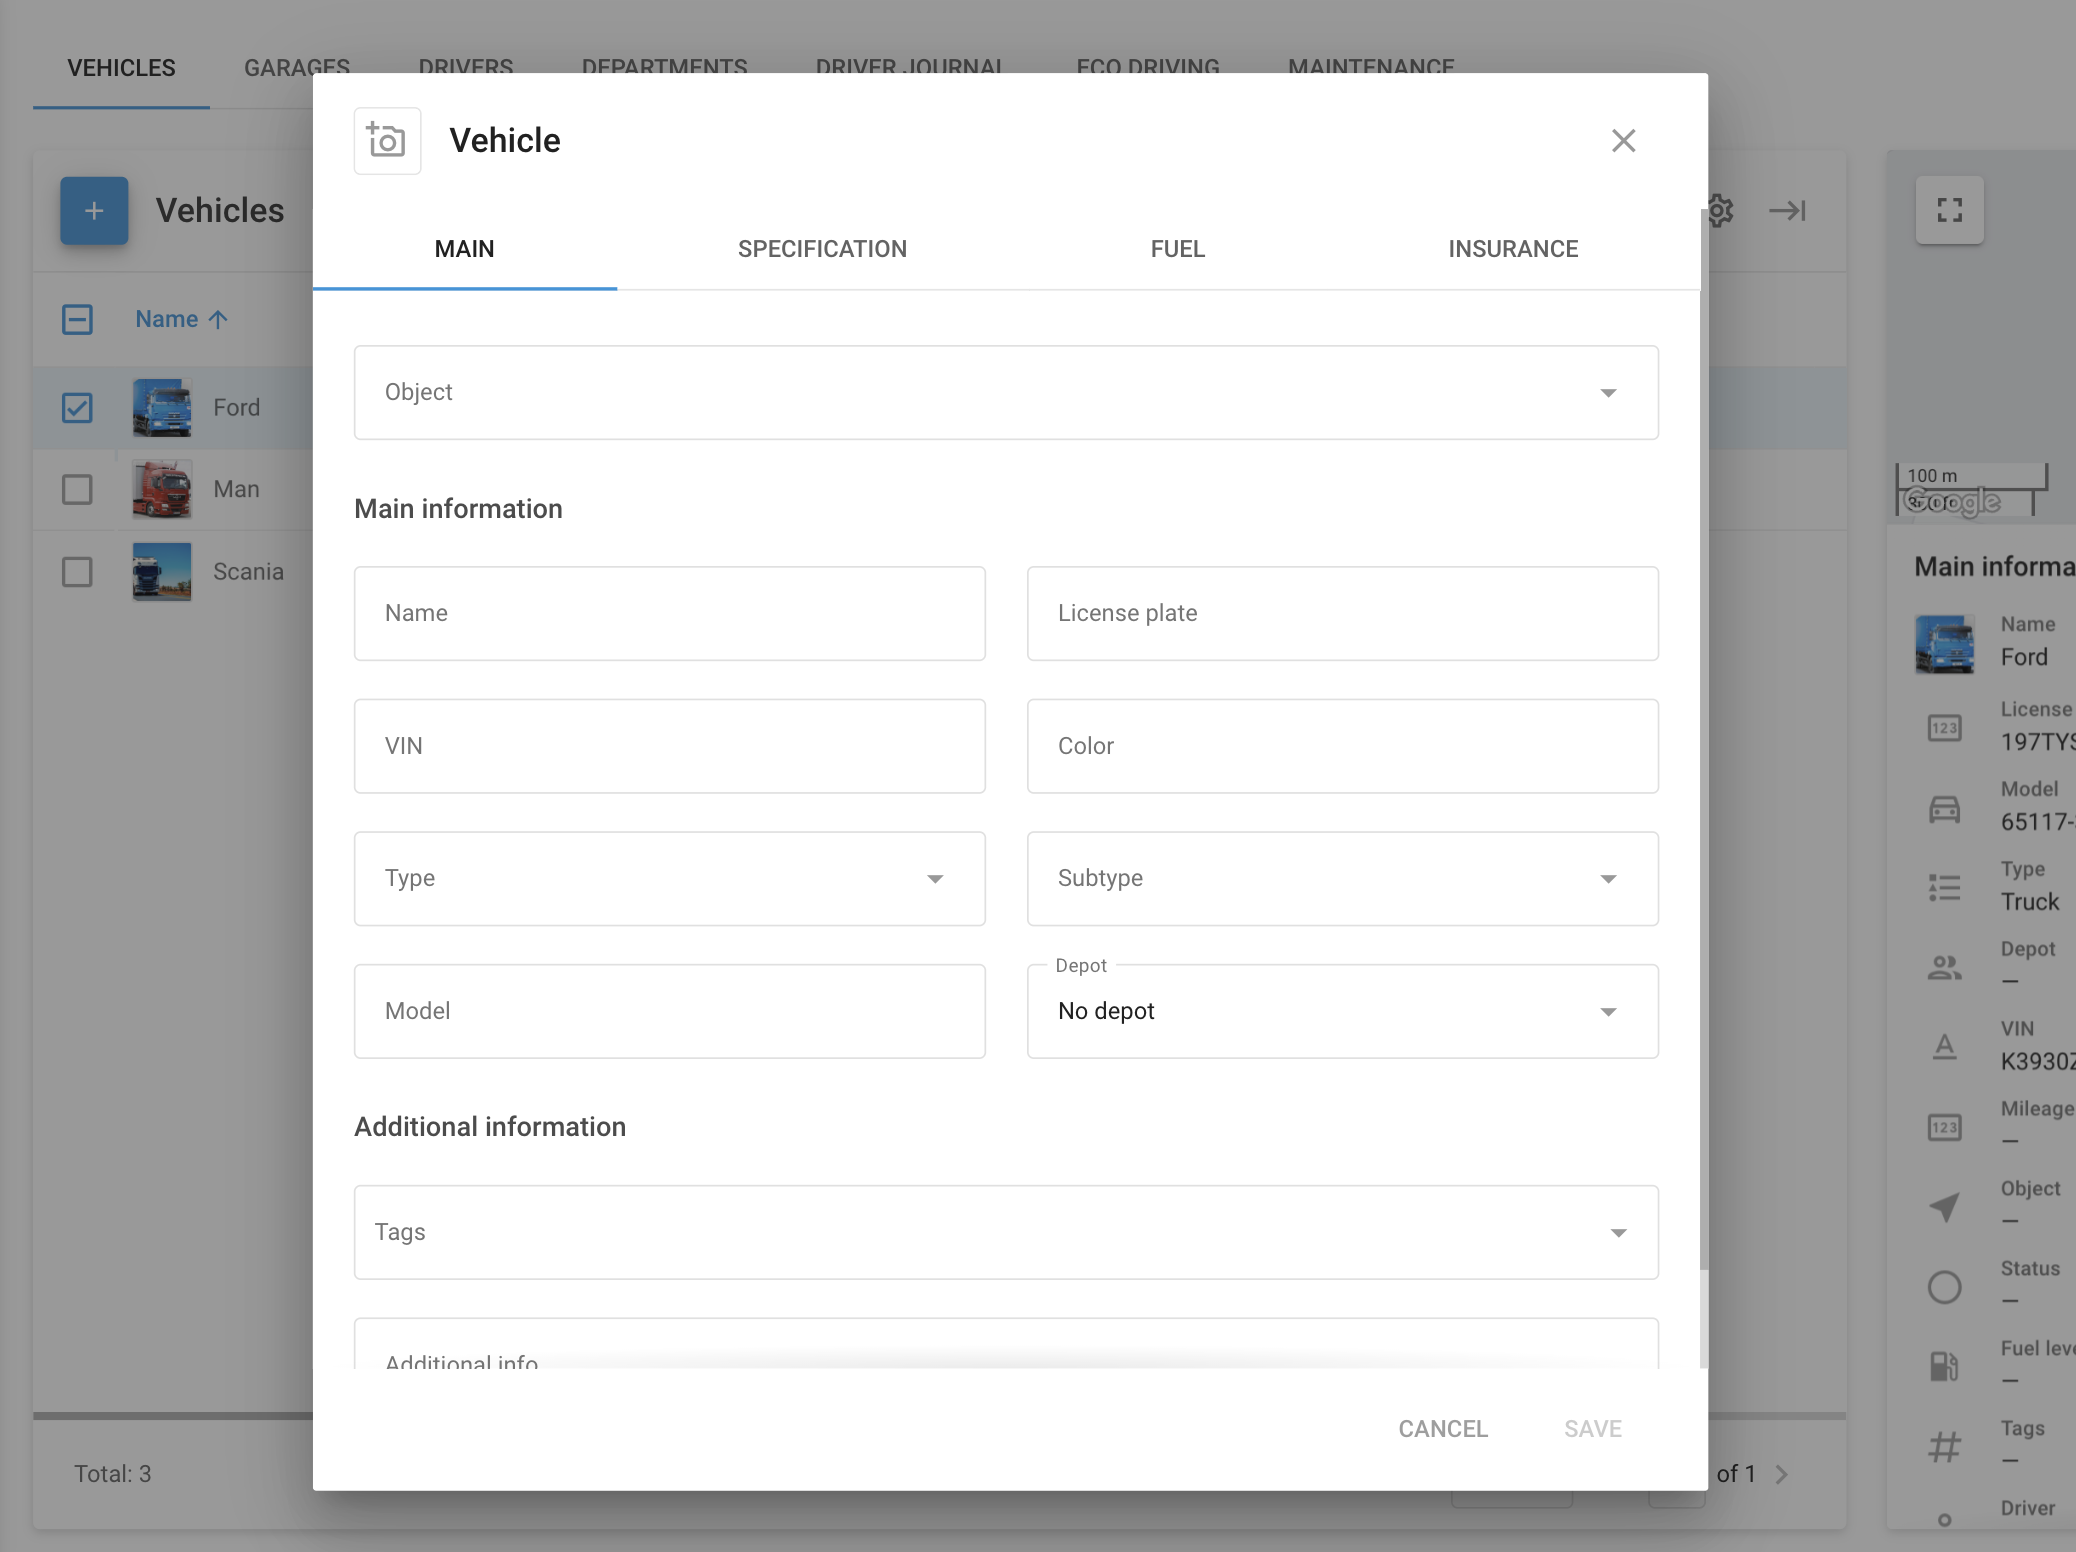 VEHICLES GARAGES DRIVERS DEPARTMENTS DRIVER JOURNAL ECO DRIVING MAINTENANCE
Vehicles
Name
Ford
Man
Scania
Total: 3
of 1
Vehicle
MAIN SPECIFICATION FUEL INSURANCE
Object
Main information
Name License plate
VIN Color
Type Subtype
Model
Depot
No depot
Additional information
Tags
Additional info
CANCEL SAVE
100 m
Google
Main informa
Name
Ford
License
197TYS
123
Model
65117-
Type
Truck
Depot
–
VIN
K3930Z
Mileage
123
–
Object
–
Status
–
Fuel leve
–
Tags
–
Driver